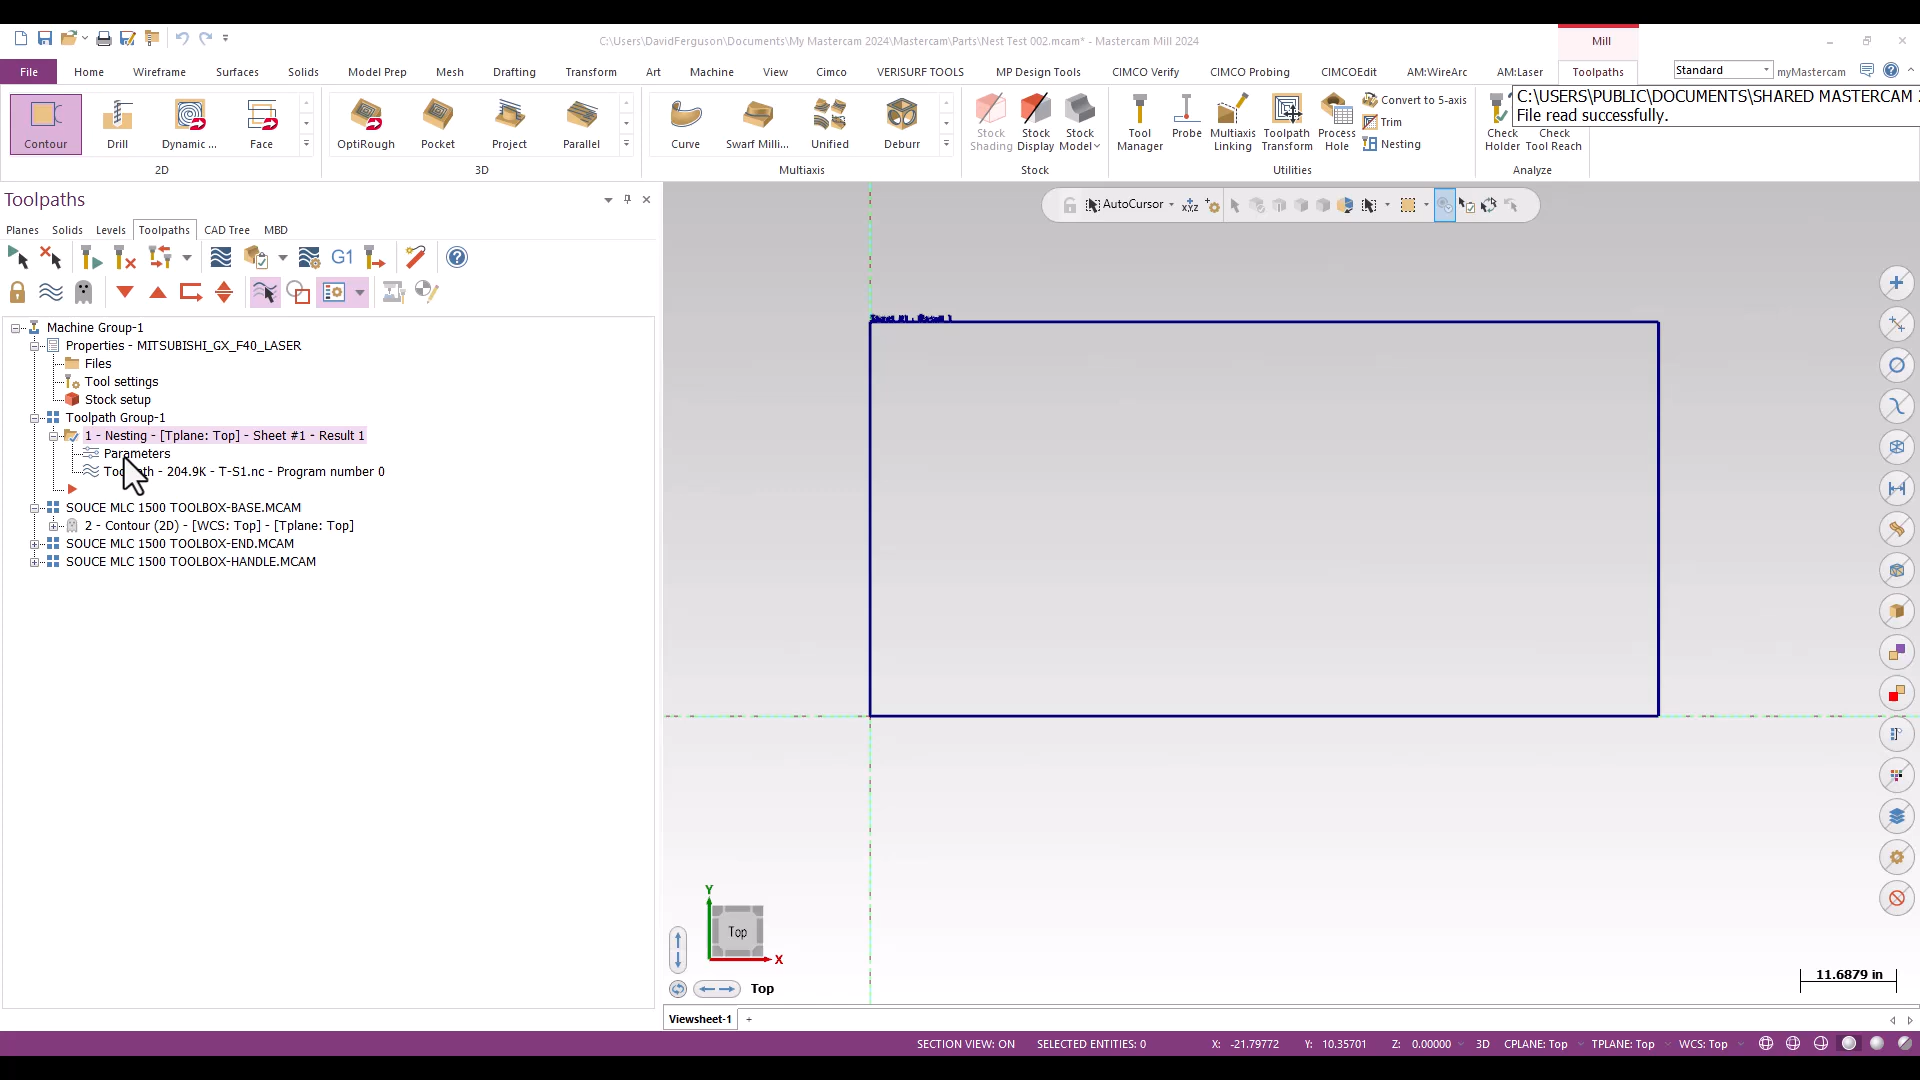 C:\Users\DavidFerguson\Documents\My Mastercam 2024\Mastercam\Parts\Nest Test 002.mcam* - Mastercam Mill 2024
Mill
File Home Wireframe Surfaces Solids Model Prep Mesh Drafting Transform Art Machine View Cimco VERISURF TOOLS MP Design Tools CIMCO Verify CIMCO Probing CIMCOEdit AM:WireArc AM:Laser Toolpaths Standard myMastercam
C:\USERS\PUBLIC\DOCUMENTS\SHARED MASTERCAM
File read successfully.
Contour Drill Dynamic ... Face OptiRough Pocket Project Parallel Curve Swarf Milli... Unified Deburr
Stock Shading Stock Display Stock Model Tool Manager Probe Multiaxis Linking Toolpath Transform Process Hole
Convert to 5-axis
Trim
Nesting
Check Holder Check Tool Reach
2D 3D Multiaxis Stock Utilities Analyze
Toolpaths
Planes Solids Levels Toolpaths CAD Tree MBD
G1
AutoCursor
XYZ
Machine Group-1
Properties - MITSUBISHI_GX_F40_LASER
Files
Tool settings
Stock setup
Toolpath Group-1
1 - Nesting - [Tplane: Top] - Sheet #1 - Result 1
Parameters
- 204.9K - T-S1.nc - Program number 0
SOUCE MLC 1500 TOOLBOX-BASE.MCAM
2 - Contour (2D) - [WCS: Top] - [Tplane: Top]
SOUCE MLC 1500 TOOLBOX-END.MCAM
SOUCE MLC 1500 TOOLBOX-HANDLE.MCAM
Sheet #1 - Result 1
Y
Top
X
Top
11.6879 in
Viewsheet-1 +
SECTION VIEW: ON SELECTED ENTITIES: 0 X: -21.79772 Y: 10.35701 Z: 0.00000 3D CPLANE: Top TPLANE: Top WCS: Top